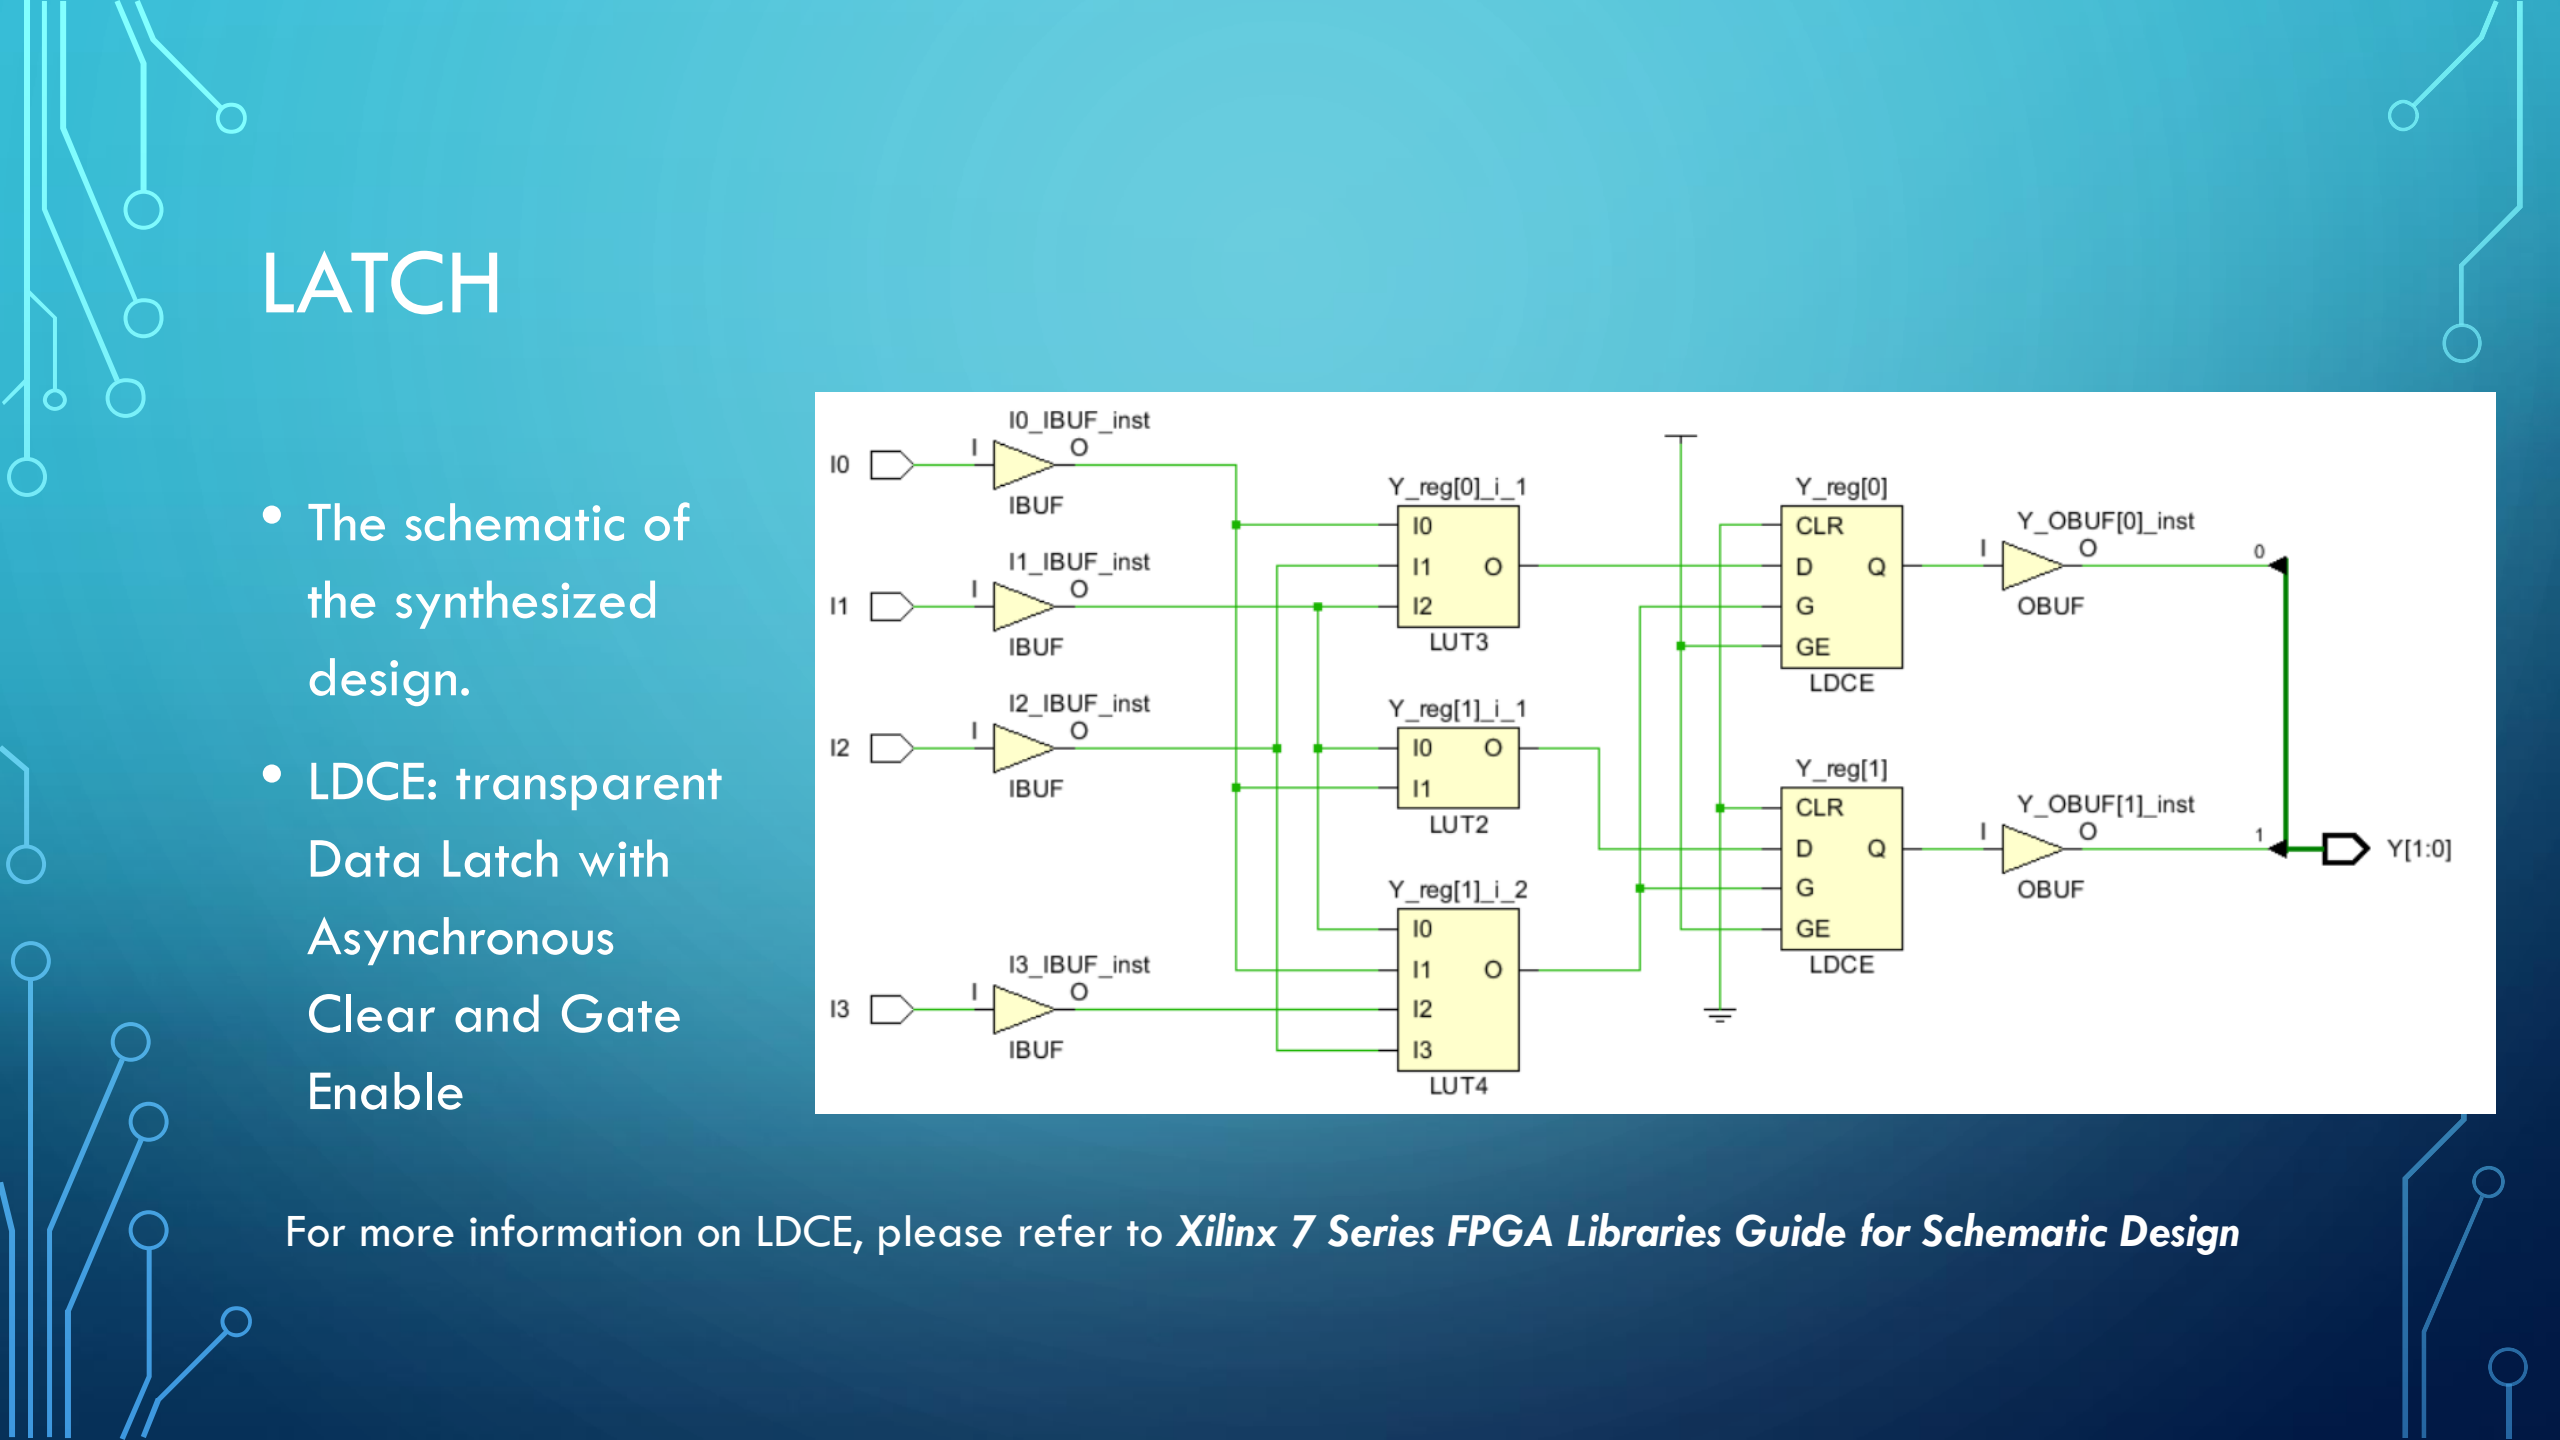 LATCH
• The schematic of
the synthesized
design.
• LDCE: transparent
Data Latch with
Asynchronous
Clear and Gate
Enable
I0_IBUF_inst
I O
I0
IBUF
I1_IBUF_inst
I O
I1
IBUF
I2_IBUF_inst
I O
I2
IBUF
I3_IBUF_inst
I O
I3
IBUF
Y_reg[0]_i_1
I0
I1 O
I2
LUT3
Y_reg[1]_i_1
I0 O
I1
LUT2
Y_reg[1]_i_2
I0
I1 O
I2
I3
LUT4
Y_reg[0]
CLR
D Q
G
GE
LDCE
Y_reg[1]
CLR
D Q
G
GE
LDCE
Y_OBUF[0]_inst
I O 0
OBUF
Y_OBUF[1]_inst
I O 1
Y[1:0]
OBUF
For more information on LDCE, please refer to Xilinx 7 Series FPGA Libraries Guide for Schematic Design